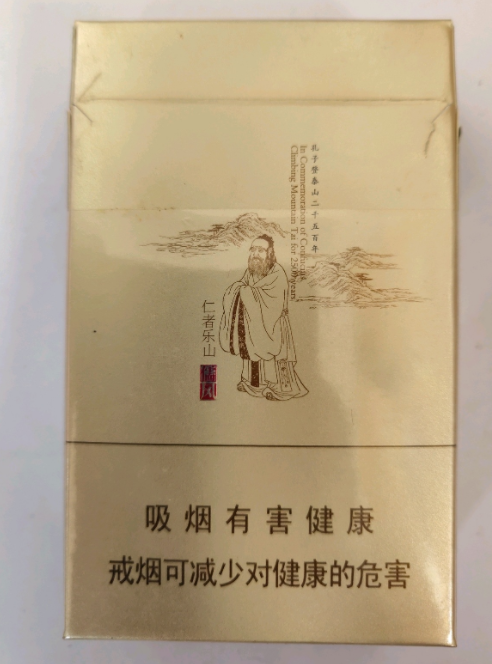 孔子登泰山二千五百年
In Commemoration of Confucius
Climbing Mountain Tai for 2500years
仁者乐山
吸烟有害健康
戒烟可减少对健康的危害